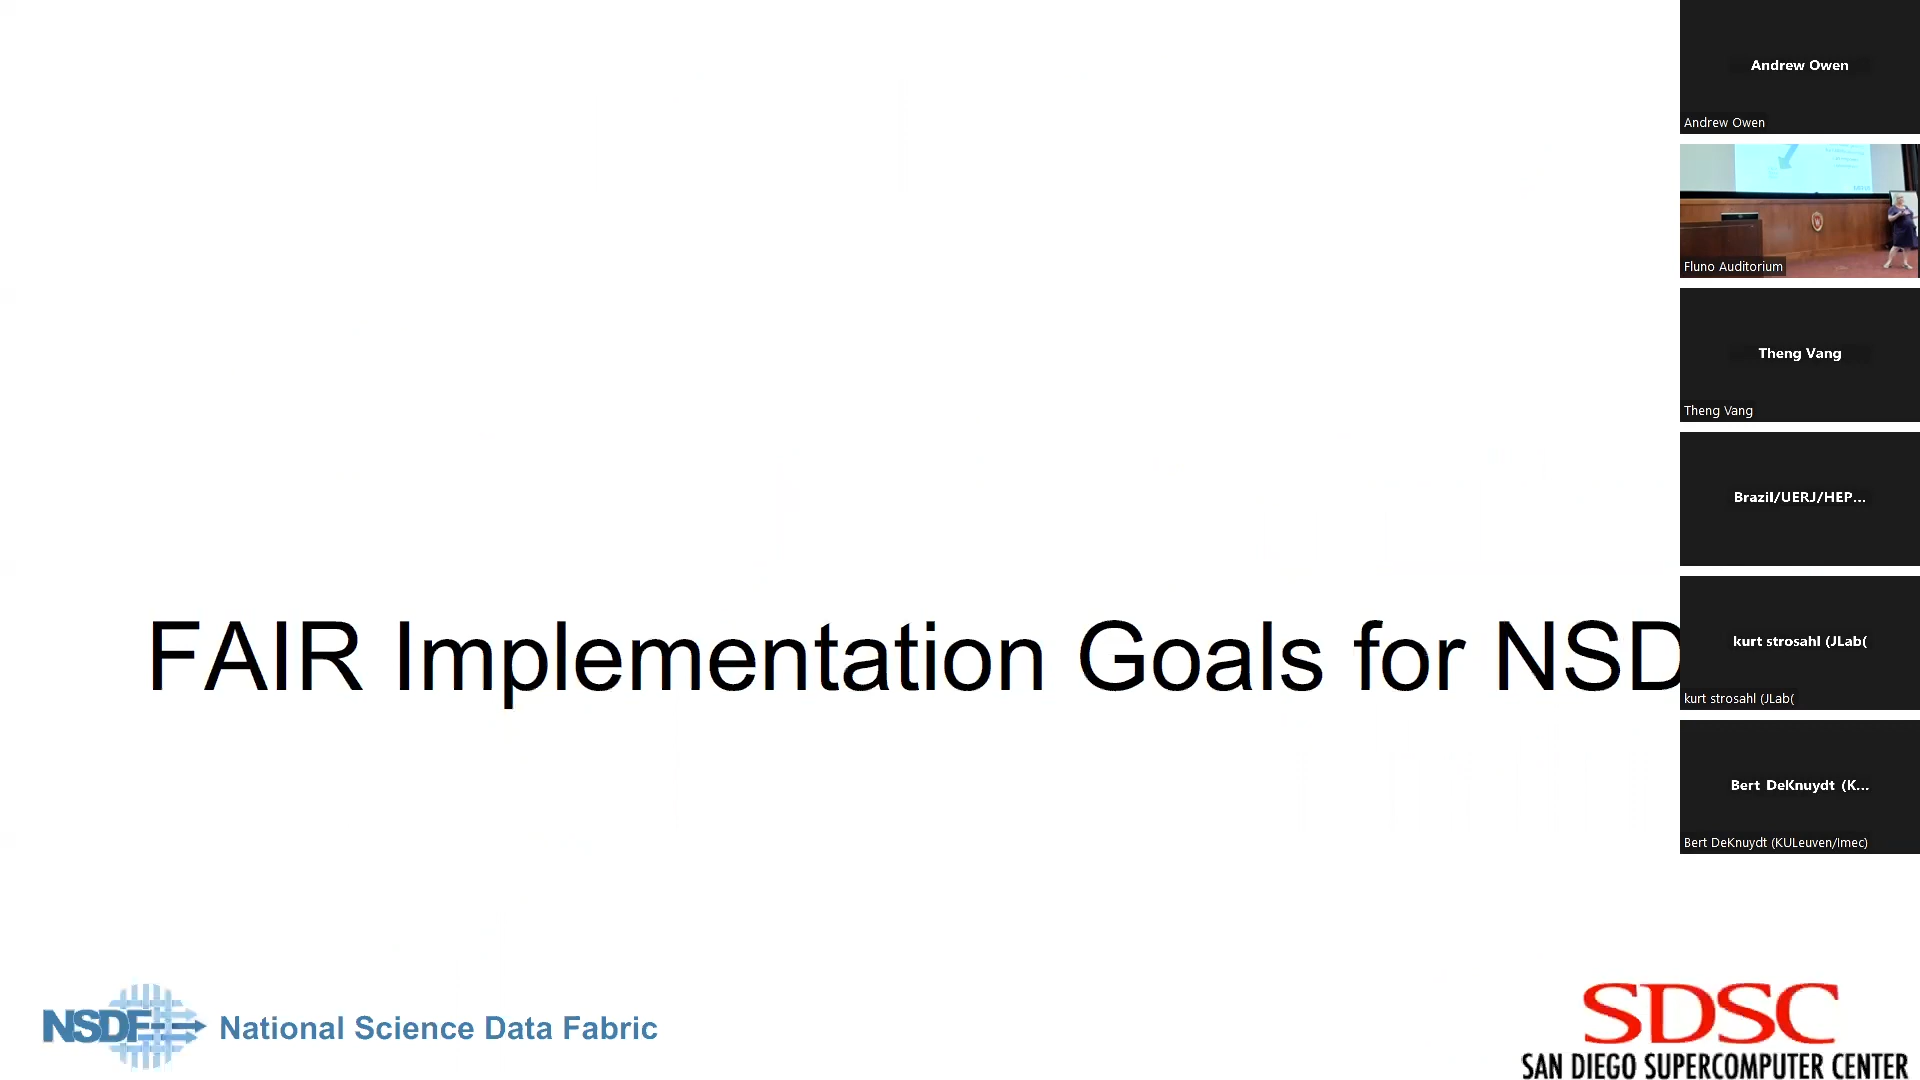 FAIR Implementation Goals for NSD
NSDF
National Science Data Fabric
SDSC
SAN DIEGO SUPERCOMPUTER CENTER
Andrew Owen
Andrew Owen
Fluno Auditorium
Theng Vang
Theng Vang
Brazil/UERJ/HEP...
kurt strosahl (JLab(
kurt strosahl (JLab(
Bert DeKnuydt (K...
Bert DeKnuydt (KULeuven/Imec)